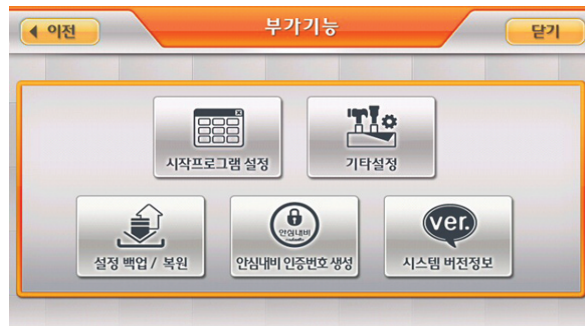 이전
부가기능
닫기
시작프로그램 설정
기타설정
안심내비
ver.
설정 백업 / 복원
안심내비 인증번호 생성
시스템 버전정보